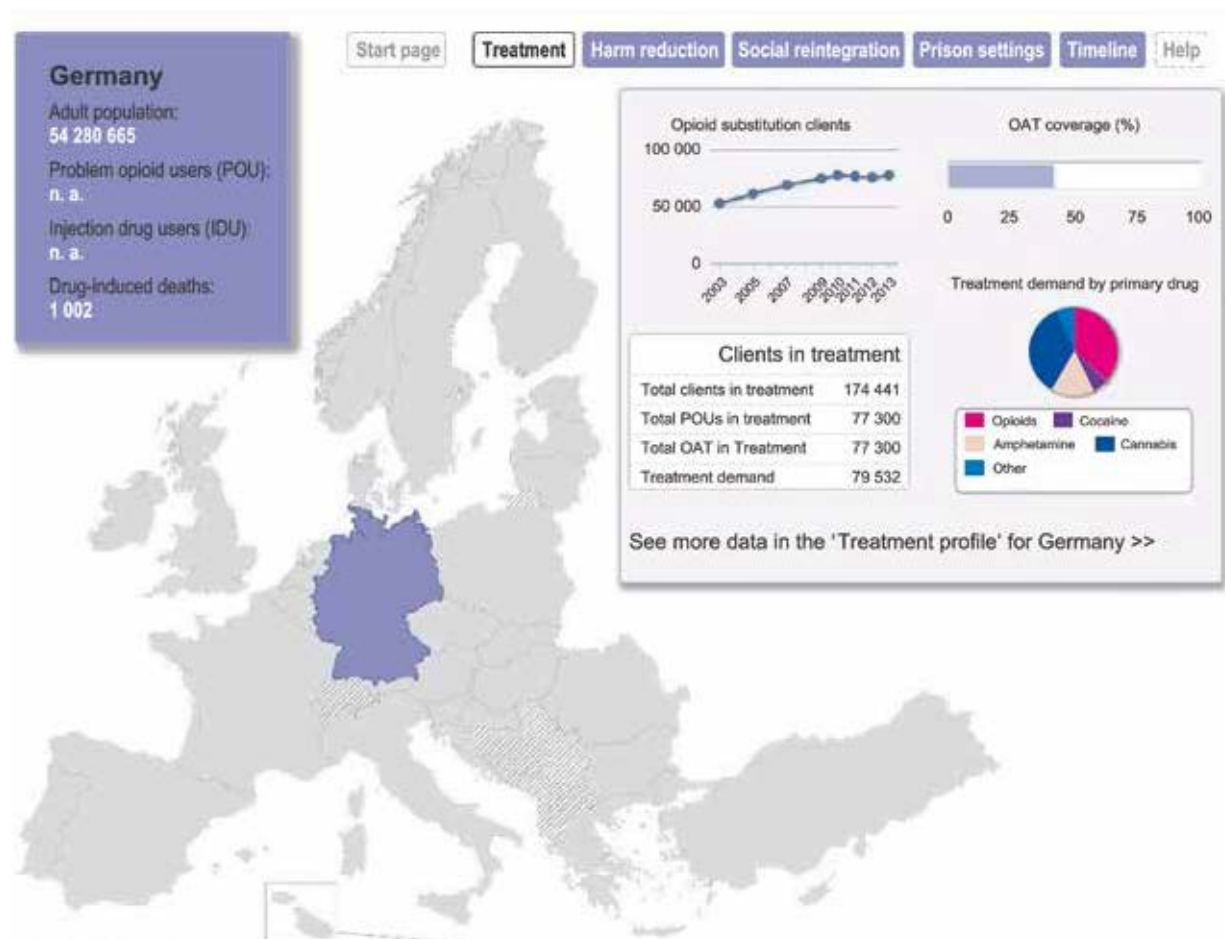 Start page
Treatment
Harm reduction
Social reintegration
Prison settings
Timeline
Help
Germany
Adult population:
54 280 665
Problem opioid users (POU):
n. a.
Injection drug users (IDU):
n. a.
Drug-induced deaths:
1 002
Opioid substitution clients
100 000
50 000
0
2003
2005
2007
2009
2010
2011
2012
2013
OAT coverage (%)
0 25 50 75 100
Treatment demand by primary drug
Opioids Cocaine
Amphetamine Cannabis
Other
Clients in treatment
Total clients in treatment 174 441
Total POUs in treatment 77 300
Total OAT in Treatment 77 300
Treatment demand 79 532
See more data in the 'Treatment profile' for Germany >>